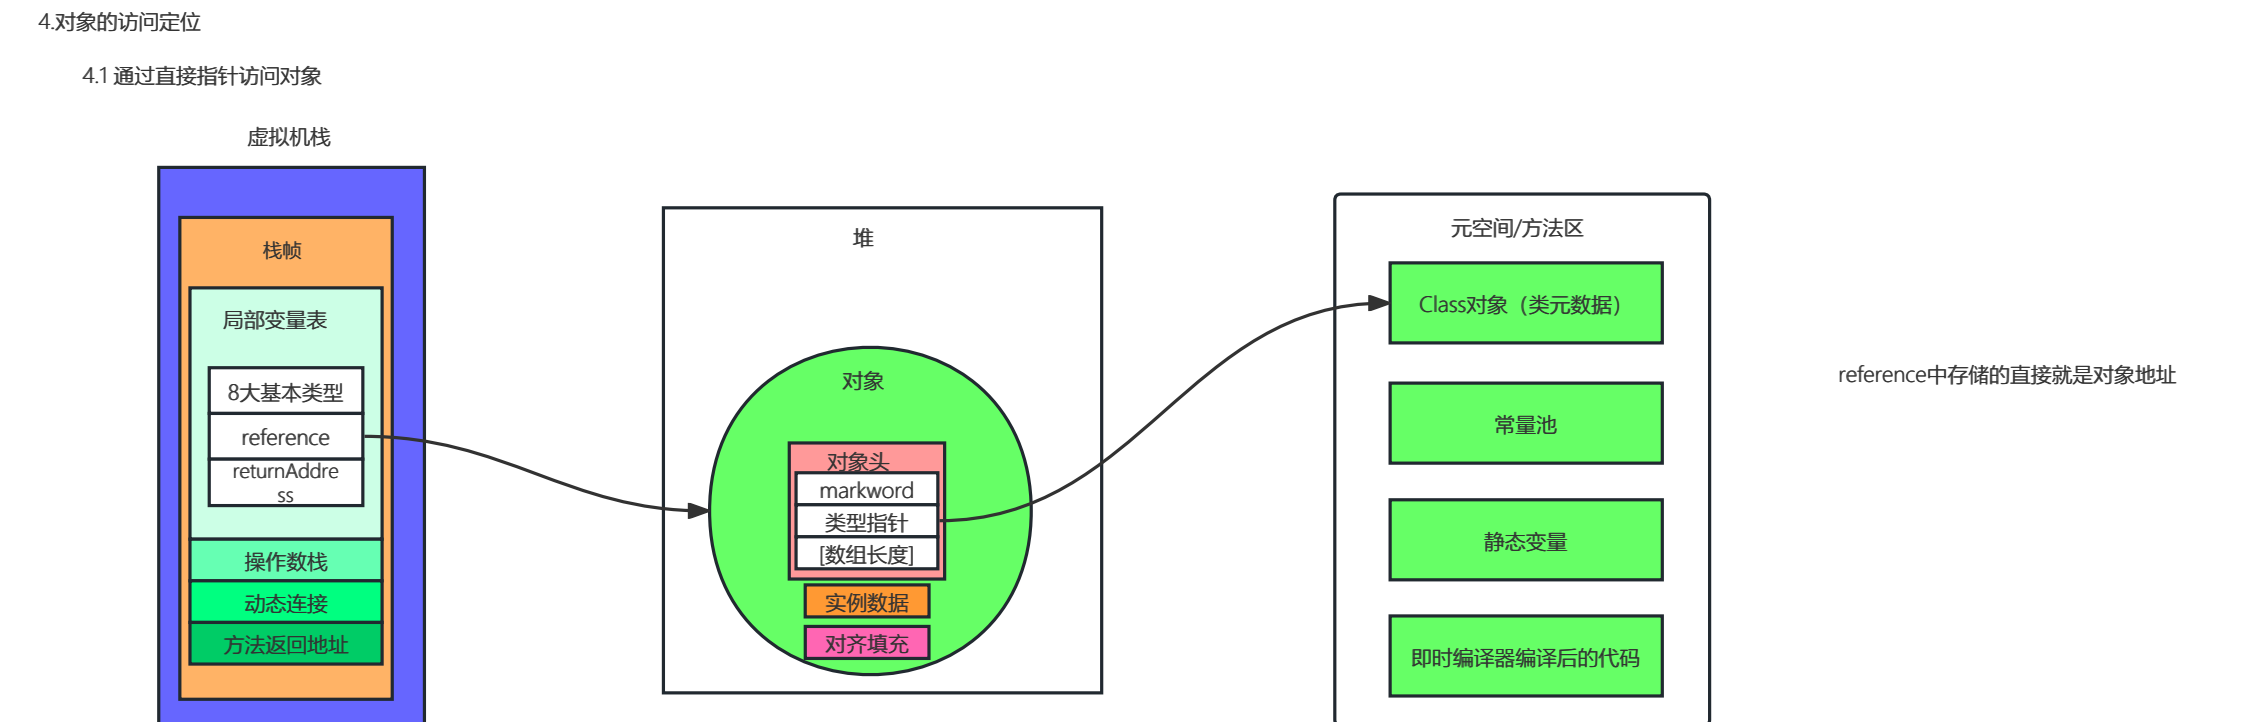 4.对象的访问定位
4.1 通过直接指针访问对象
虚拟机栈
栈帧
局部变量表
8大基本类型
reference
returnAddre
ss
操作数栈
动态连接
方法返回地址
堆
对象
对象头
markword
类型指针
[数组长度]
实例数据
对齐填充
元空间/方法区
Class对象（类元数据）
常量池
静态变量
即时编译器编译后的代码
reference中存储的直接就是对象地址